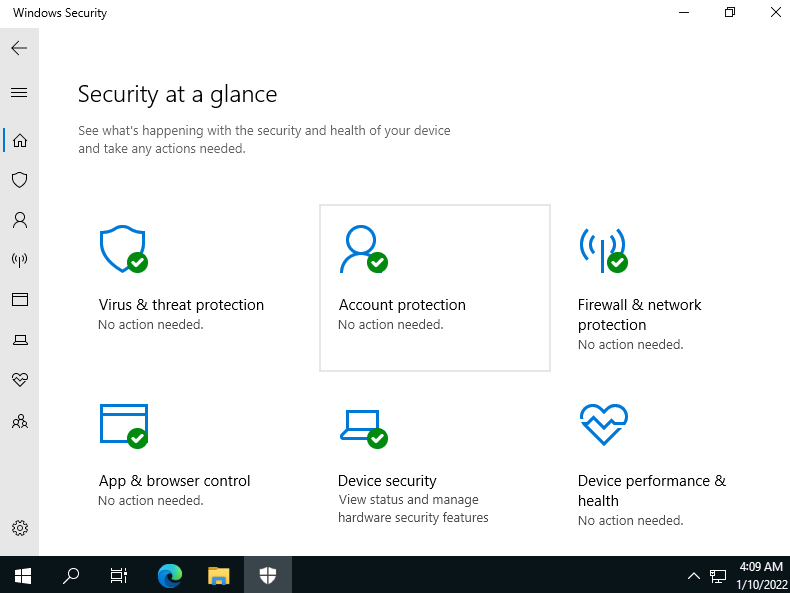 Windows Security
Security at a glance
See what's happening with the security and health of your device
and take any actions needed.
Virus & threat protection
No action needed.
Account protection
No action needed.
Firewall & network
protection
No action needed.
App & browser control
No action needed.
Device security
View status and manage
hardware security features
Device performance &
health
No action needed.
4:09 AM
1/10/2022